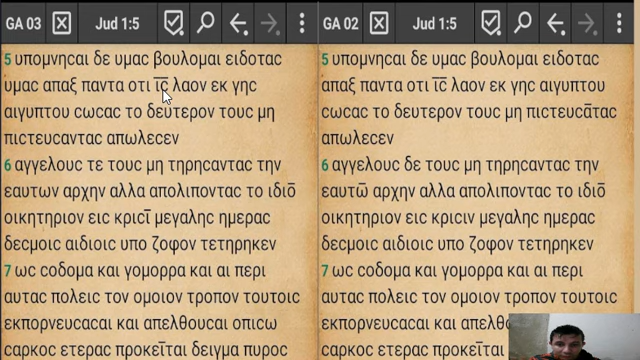 GA 03 Jud 1:5
5 υπομνηϲαι δε υμαϲ βουλομαι ειδοταϲ
υμαϲ απαξ παντα οτι ι̅ϲ̅ λαον εκ γηϲ
αιγυπτου ϲωϲαϲ το δευτερον τουϲ μη
πιϲτευϲανταϲ απωλεϲεν
6 αγγελουϲ τε τουϲ μη τηρηϲανταϲ την
εαυτων αρχην αλλα απολιπονταϲ το ιδιο̅
οικητηριον ειϲ κριϲι̅ μεγαληϲ ημεραϲ
δεϲμοιϲ αιδιοιϲ υπο ζοφον τετηρηκεν
7 ωϲ ϲοδομα και γομορρα και αι περι
αυταϲ πολειϲ τον ομοιον τροπον τουτοιϲ
εκπορνευϲαϲαι και απελθουϲαι οπιϲω
ϲαρκοϲ ετεραϲ προκει̅ται δειγμα πυροϲ
GA 02 Jud 1:5
5 υπομνηϲαι δε υμαϲ βουλομαι ειδοταϲ
απαξ παντα οτι ι̅ϲ̅ λαον εκ γηϲ αιγυπτου
ϲωϲαϲ το δευτερον τουϲ μη πιϲτευϲα̅ταϲ
απωλεϲεν
6 αγγελουϲ δε τουϲ μη τηρηϲανταϲ την
εαυτω̅ αρχην αλλα απολιπονταϲ το ιδιο̅
οικητηριον ειϲ κριϲιν μεγαληϲ ημεραϲ
δεϲμοιϲ αιδιοιϲ υπο ζοφον τετηρηκεν
7 ωϲ ϲοδομα και γομορρα και αι περι
αυταϲ πολειϲ τον ομοιον τροπον τουτοιϲ
εκπορνευϲαϲαι και
ϲαρκοϲ ετεραϲ